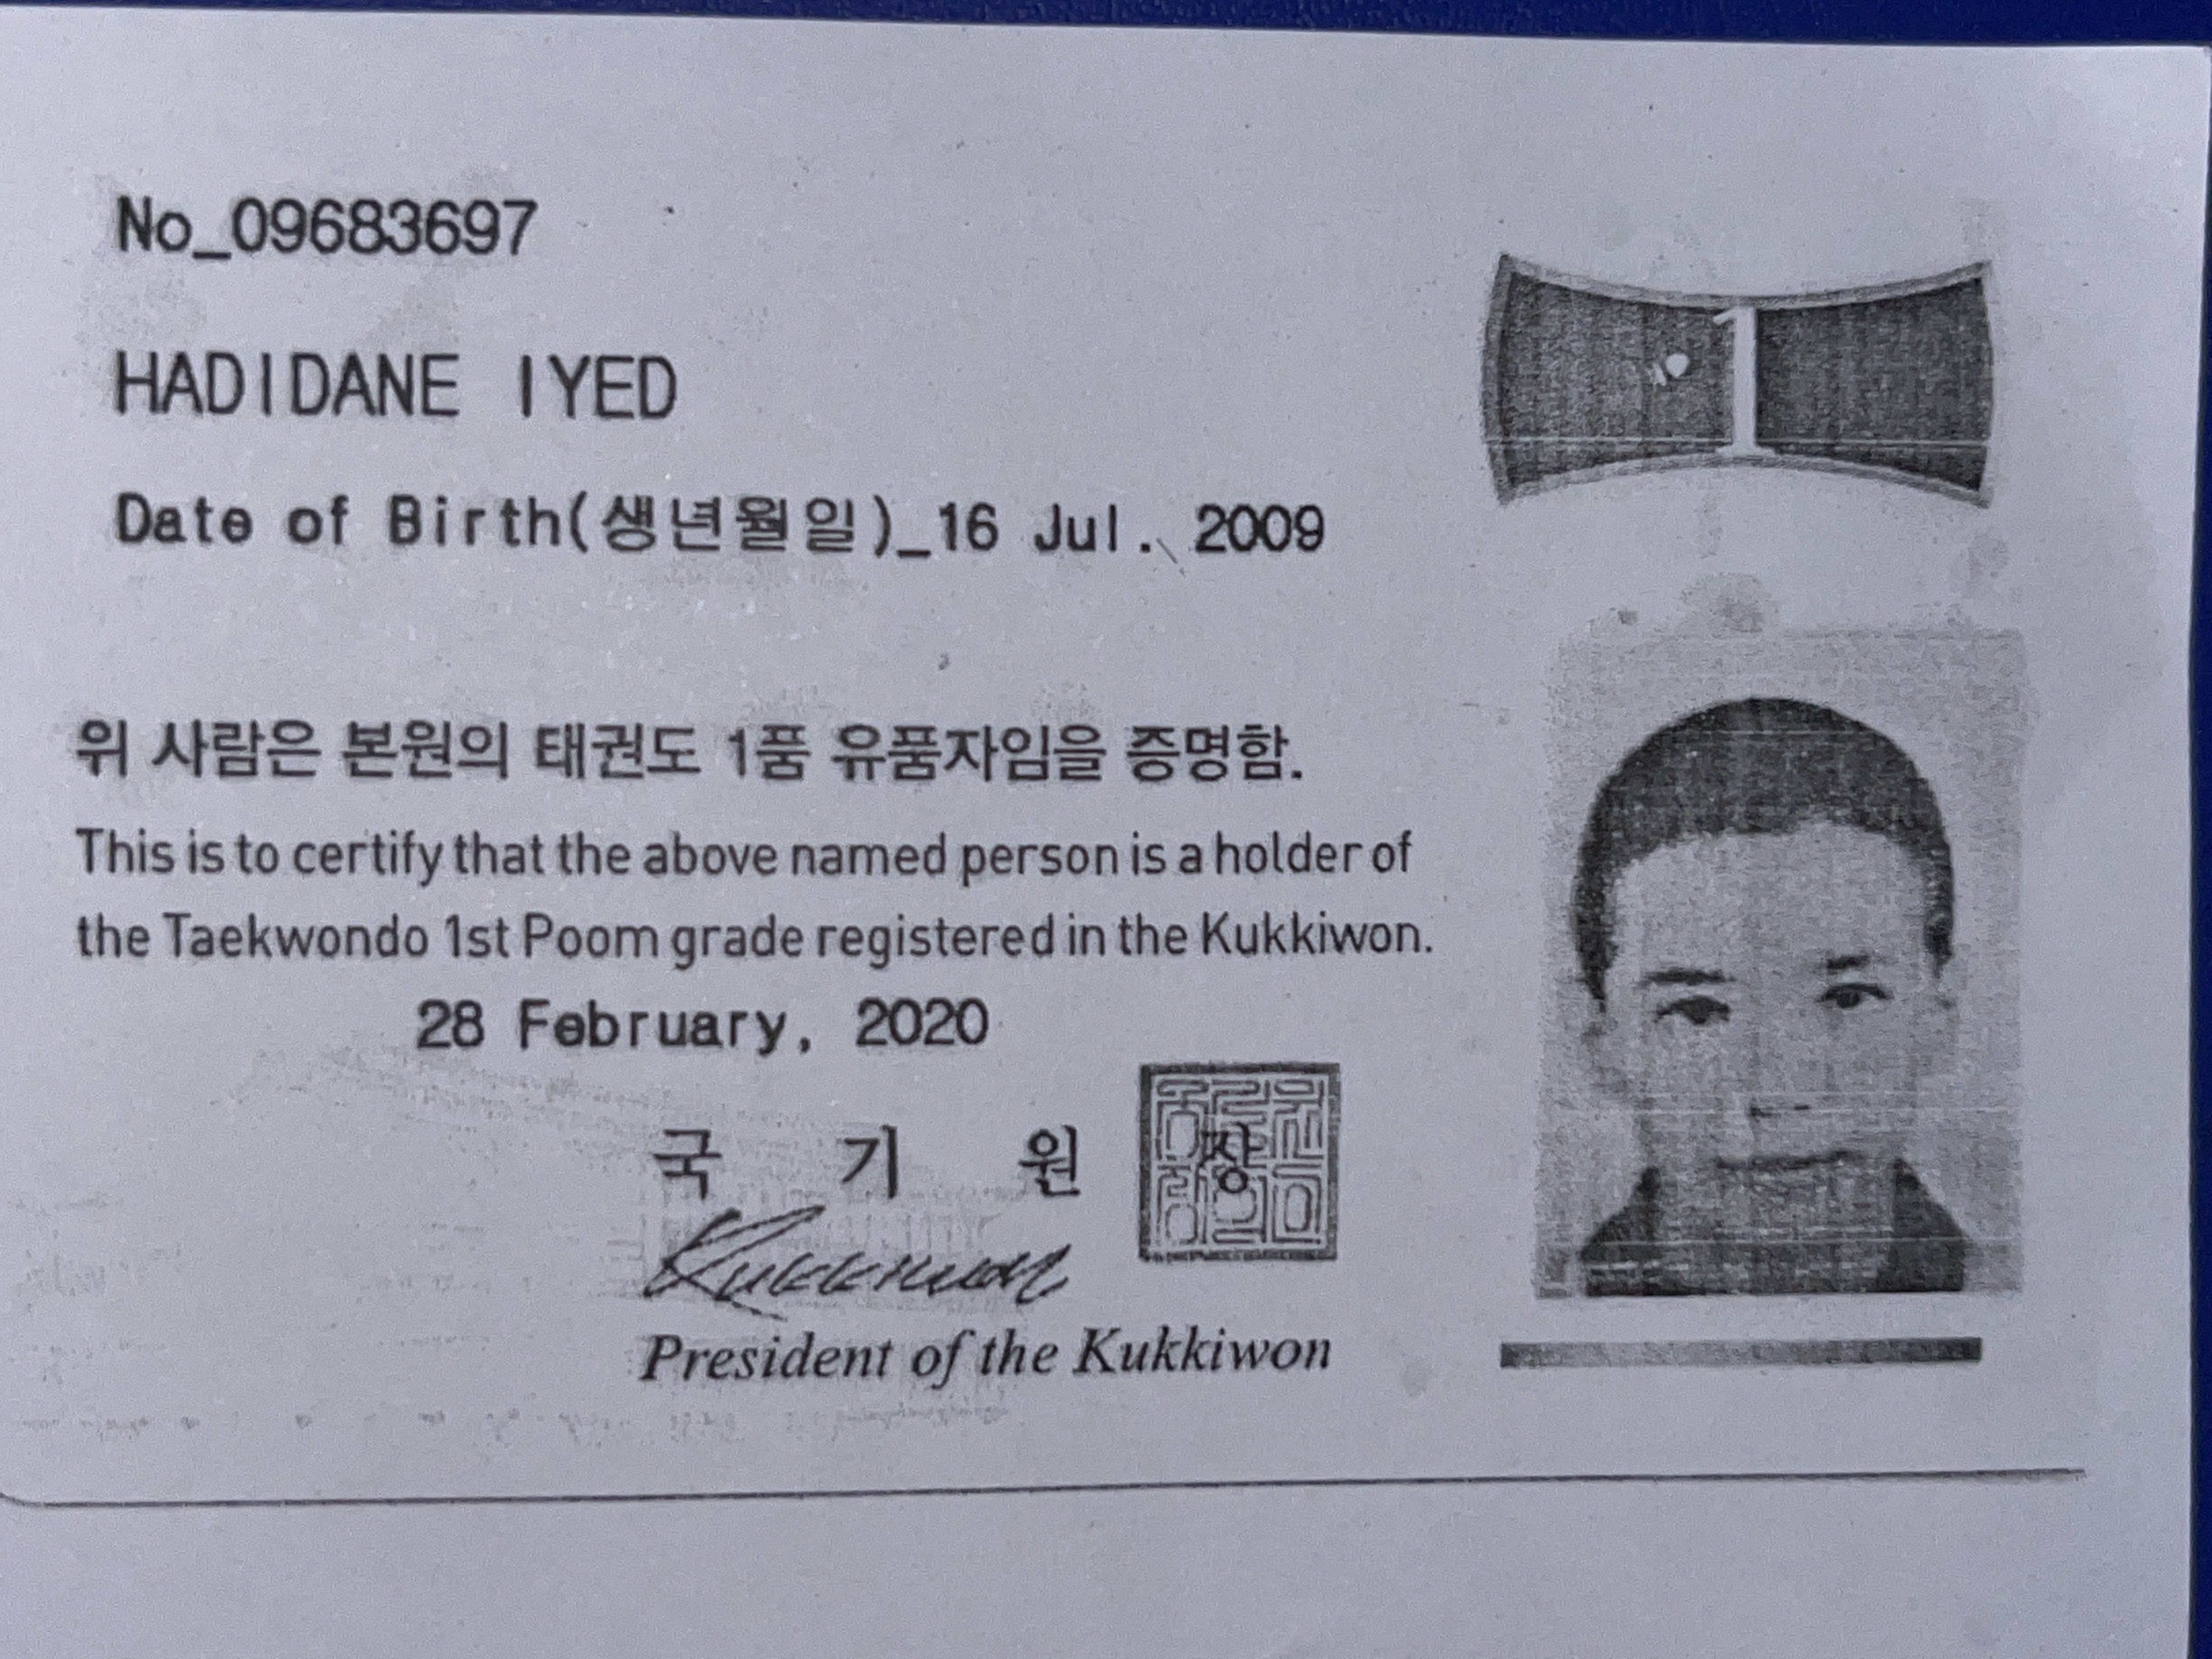 No_09683697
1
HADIDANE IYED
Date of Birth(생년월일)_16 Jul. 2009
위 사람은 본원의 태권도 1품 유품자임을 증명함.
This is to certify that the above named person is a holder of
the Taekwondo 1st Poom grade registered in the Kukkiwon.
28 February, 2020
국 기 원 장
Kukkiwon
President of the Kukkiwon